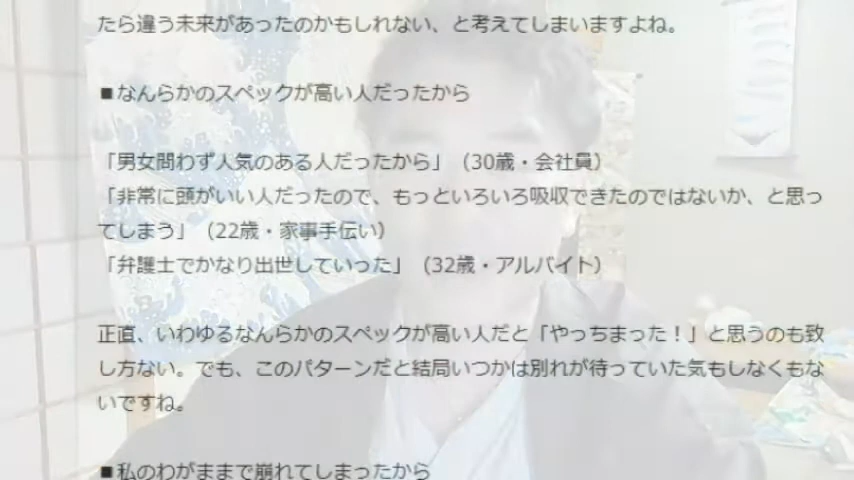 たら違う未来があったのかもしれない、と考えてしまいますよね。
■なんらかのスペックが高い人だったから
「男女問わず人気のある人だったから」（30歳・会社員）
「非常に頭がいい人だったので、もっといろいろ吸収できたのではないか、と思っ
てしまう」（22歳・家事手伝い）
「弁護士でかなり出世していった」（32歳・アルバイト）
正直、いわゆるなんらかのスペックが高い人だと「やっちまった！」と思うのも致
し方ない。でも、このパターンだと結局いつかは別れが待っていた気もしなくもな
いですね。
■私のわがままで崩れてしまったから